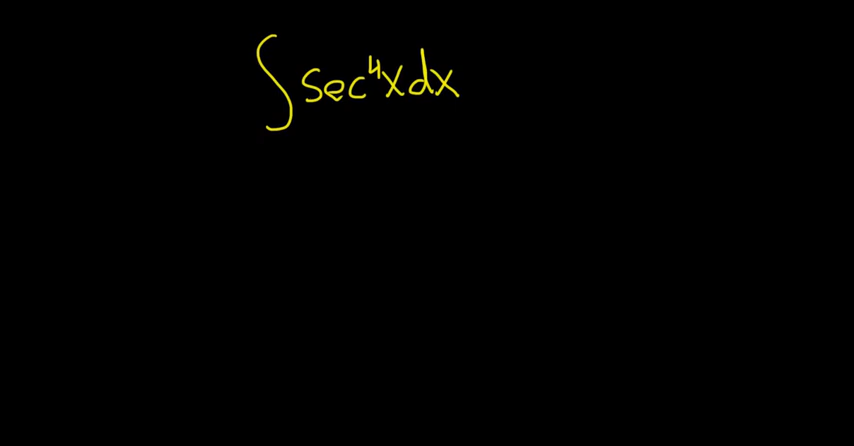 ∫ sec⁴x dx